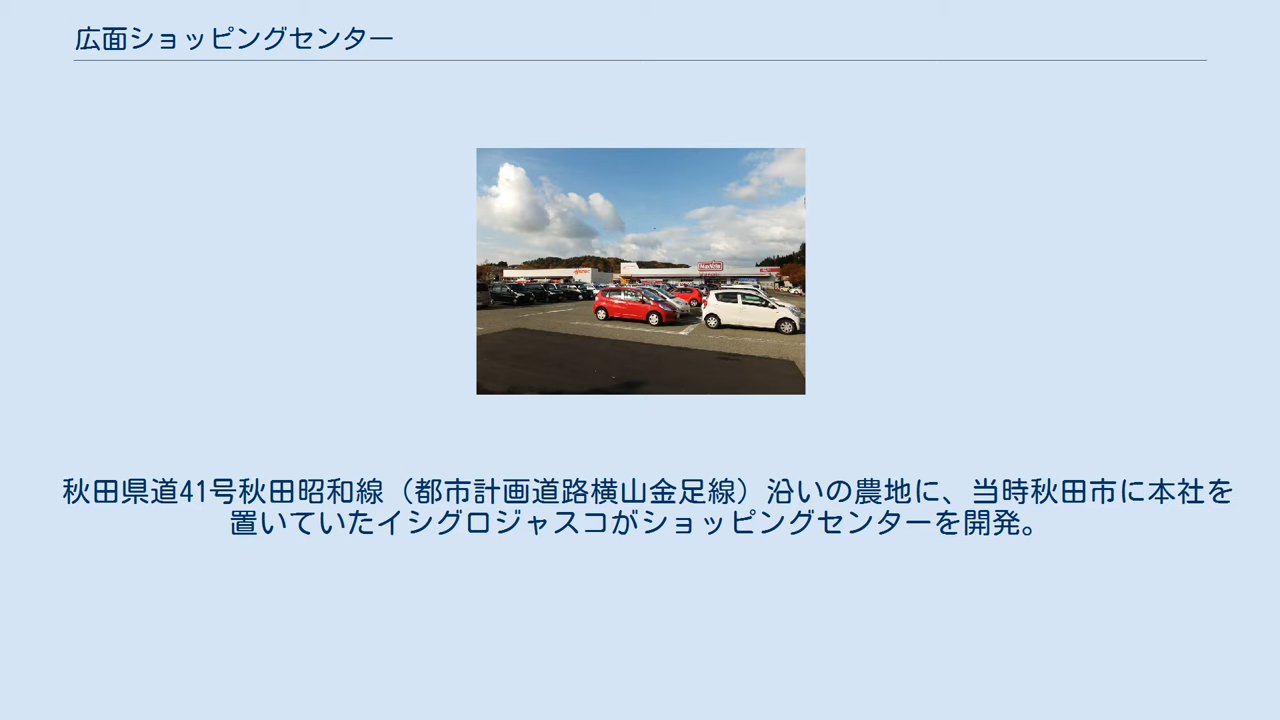 広面ショッピングセンター
MaxValu
秋田県道41号秋田昭和線（都市計画道路横山金足線）沿いの農地に、当時秋田市に本社を
置いていたイシグロジャスコがショッピングセンターを開発。